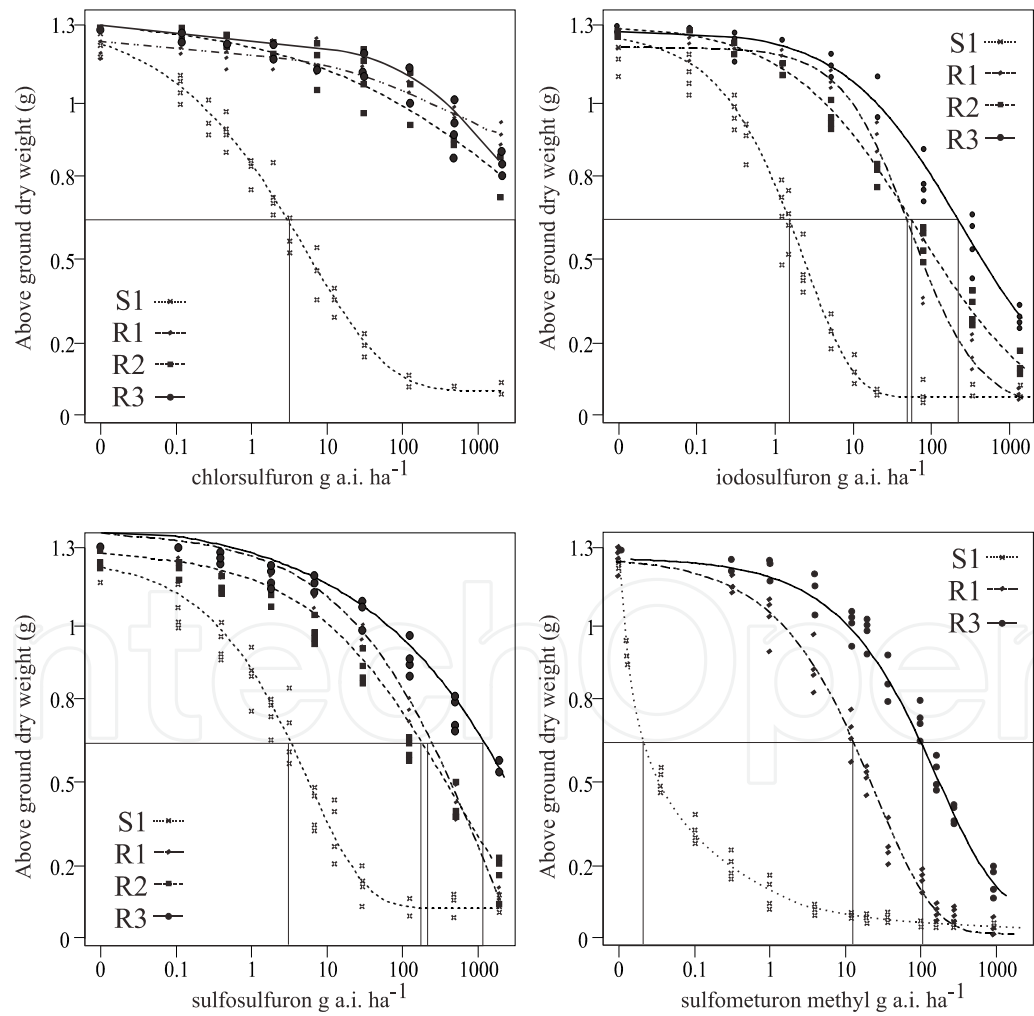 1.3
1
0.8
0.5
0.2
0
Above ground dry weight (g)
S1
R1
R2
R3
0 0.1 1 10 100 1000
chlorsulfuron g a.i. ha-1
1.3
1
0.8
0.5
0.2
0
Above ground dry weight (g)
S1
R1
R2
R3
0 0.1 1 10 100 1000
iodosulfuron g a.i. ha-1
1.3
1
0.8
0.5
0.2
0
Above ground dry weight (g)
S1
R1
R2
R3
0 0.1 1 10 100 1000
sulfosulfuron g a.i. ha-1
1.3
1
0.8
0.5
0.2
0
Above ground dry weight (g)
S1
R1
R3
0 0.1 1 10 100 1000
sulfometuron methyl g a.i. ha-1